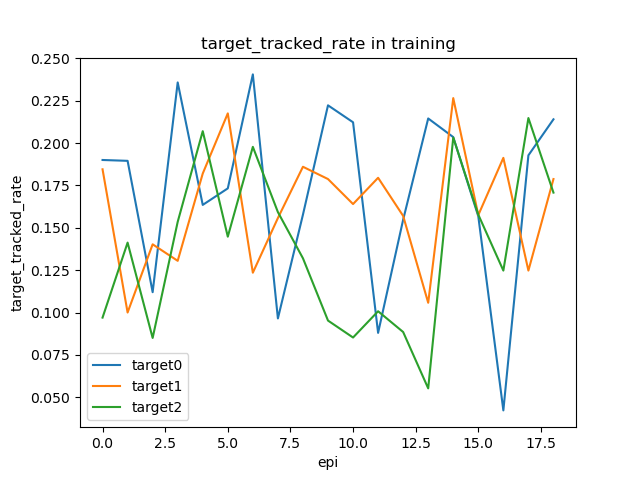 target_tracked_rate in training
target_tracked_rate
0.250
0.225
0.200
0.175
0.150
0.125
0.100
0.075
0.050
target0
target1
target2
0.0 2.5 5.0 7.5 10.0 12.5 15.0 17.5
epi